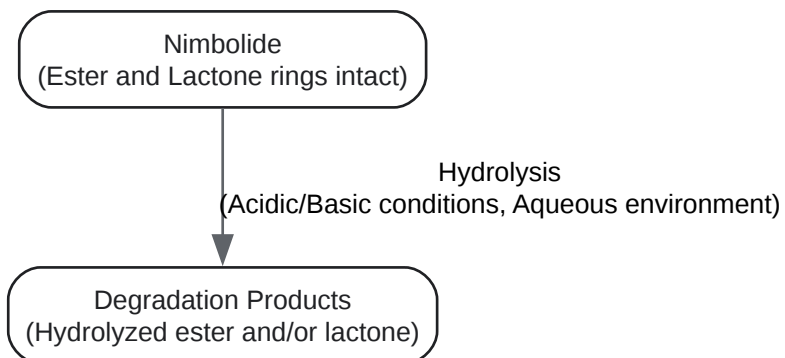 Nimbolide
(Ester and Lactone rings intact)
Hydrolysis
(Acidic/Basic conditions, Aqueous environment)
Degradation Products
(Hydrolyzed ester and/or lactone)